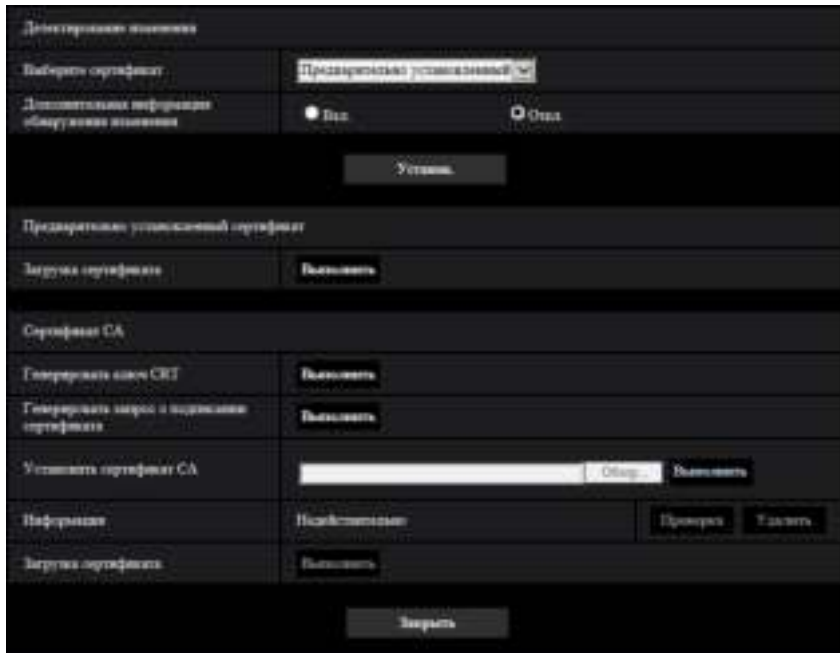 Детектирование изменения
Выберите сертификат
Предварительно установленный
Дополнительная информация
обнаружения изменения
Вкл.
Откл.
Установ.
Предварительно установленный сертификат
Загрузка сертификата
Выполнить
Сертификат CA
Генерировать ключ CRT
Выполнить
Генерировать запрос о подписании
сертификата
Выполнить
Установить сертификат CA
Обзор...
Выполнить
Информация
Недействительно
Проверка
Удалить
Загрузка сертификата
Выполнить
Закрыть